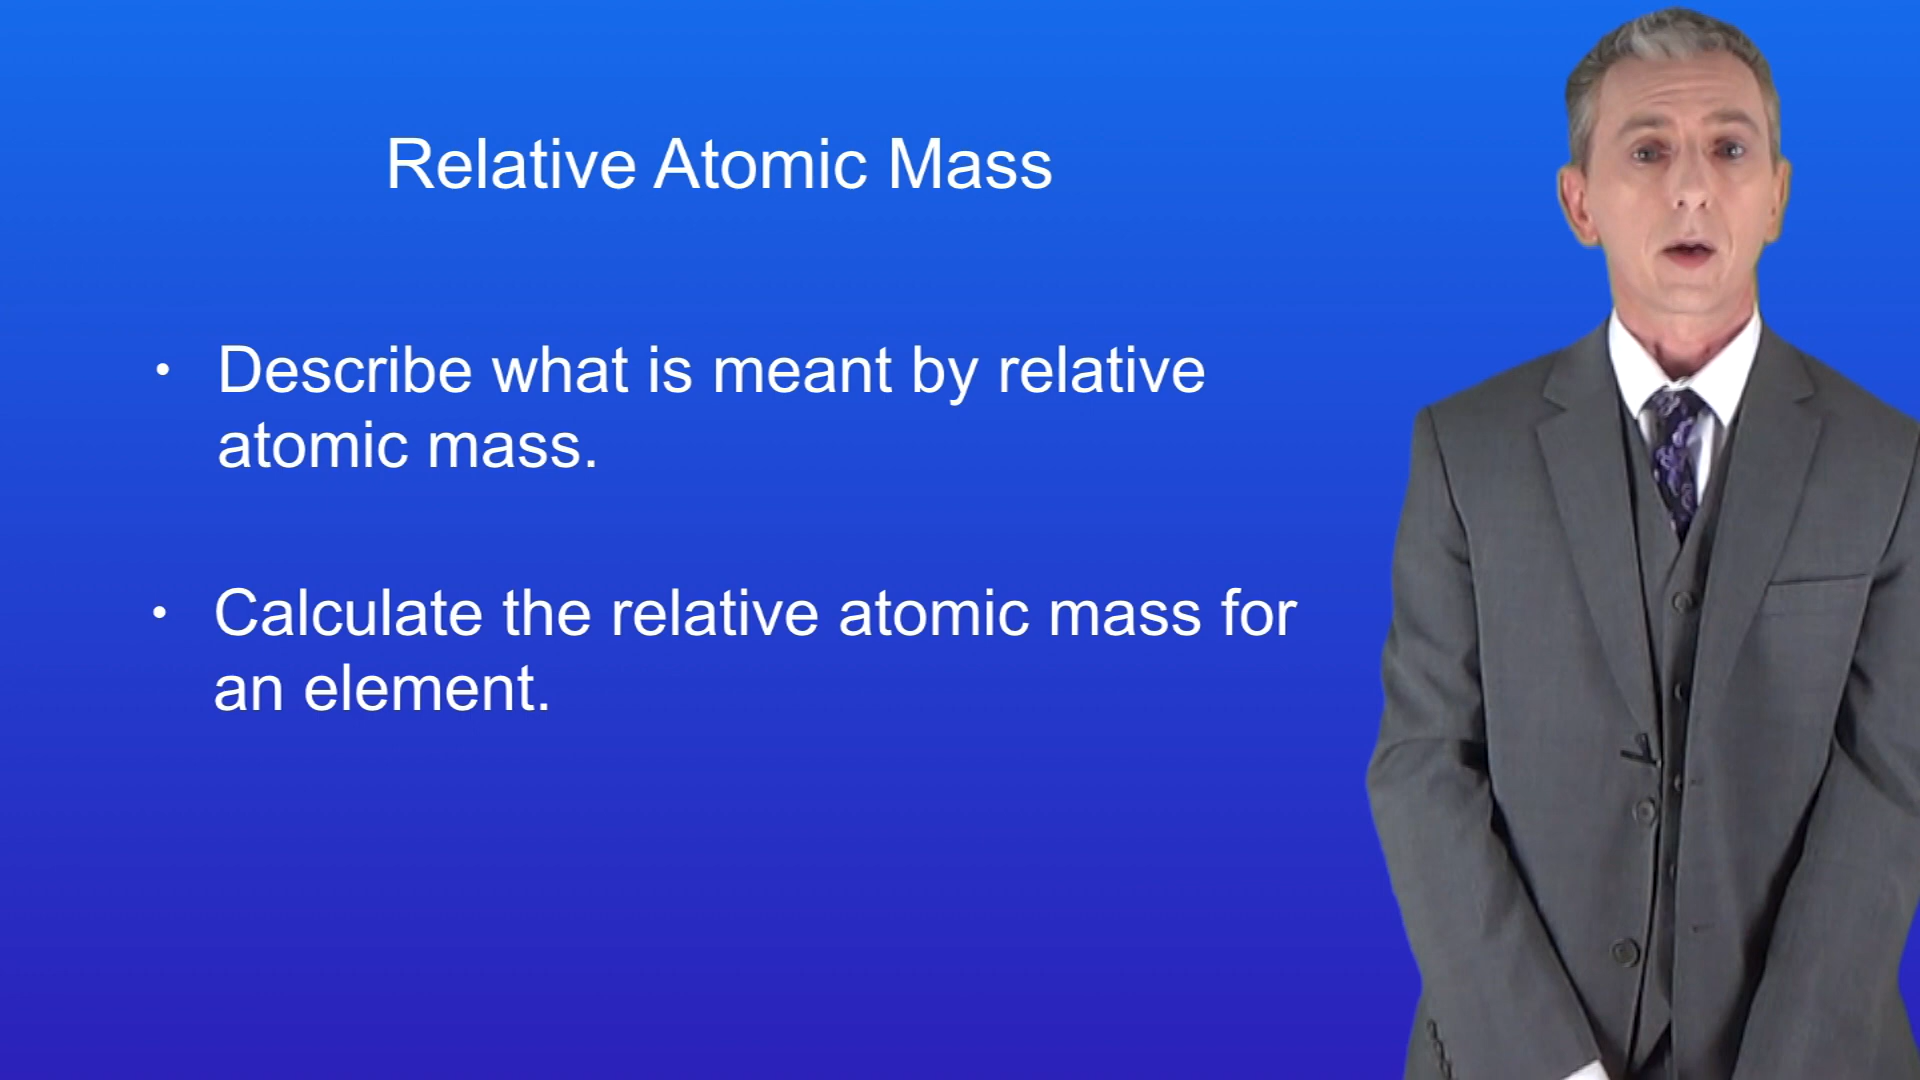 Relative Atomic Mass
• Describe what is meant by relative
atomic mass.
• Calculate the relative atomic mass for
an element.